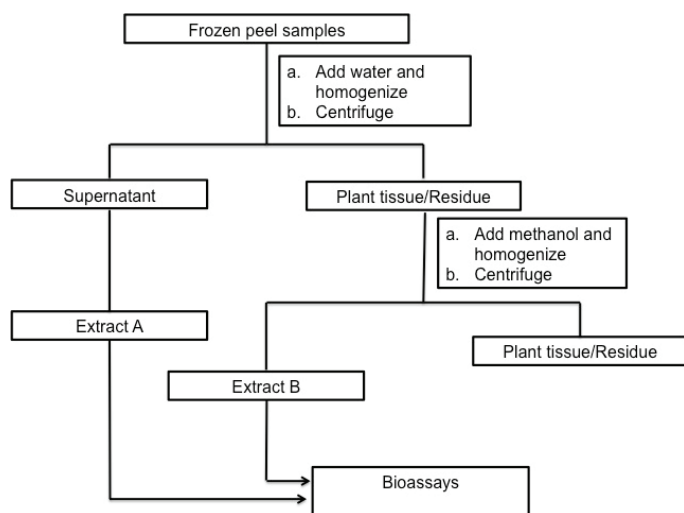 Frozen peel samples
a. Add water and
homogenize
b. Centrifuge
Supernatant
Plant tissue/Residue
a. Add methanol and
homogenize
b. Centrifuge
Extract A
Plant tissue/Residue
Extract B
Bioassays